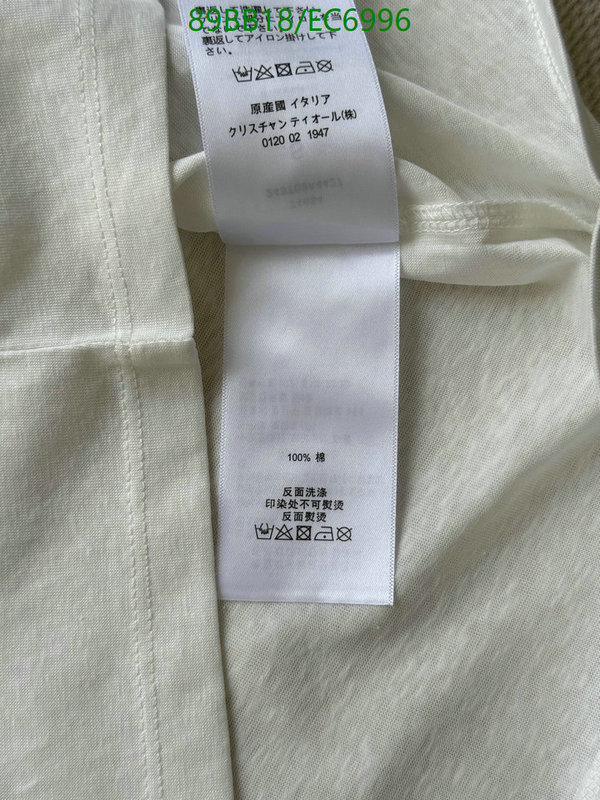 89BB18/EC6996
裏返してアイロン掛けして下
さい。
原産國 イタリア
クリスチャン ディオール(株)
0120 02 1947
100% 棉
反面洗涤
印染处不可熨烫
反面熨烫